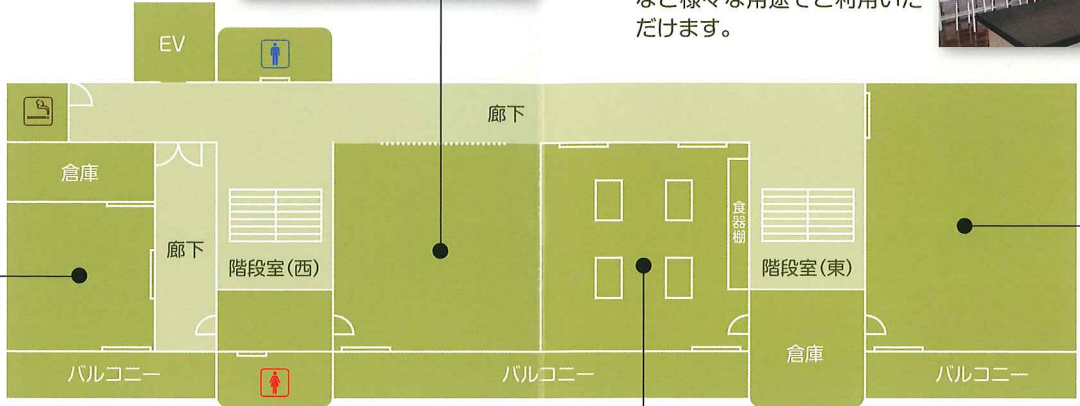 など様々な用途でご利用いた
だけます。
EV
廊下
倉庫
食器棚
廊下
階段室(西)
階段室(東)
倉庫
バルコニー
バルコニー
バルコニー